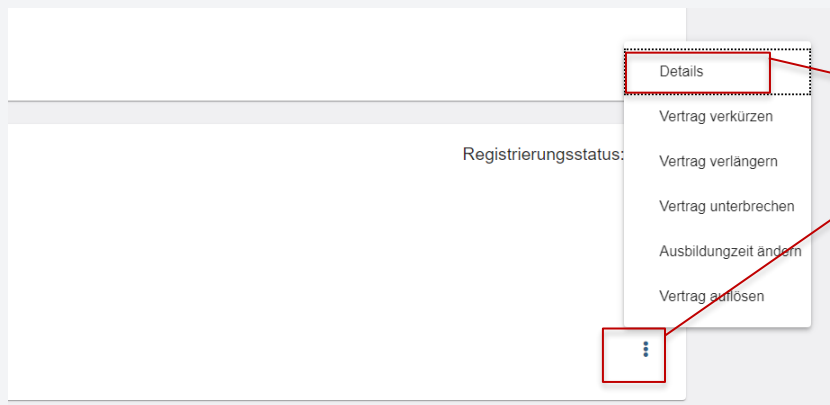 Details
Vertrag verkürzen
Registrierungsstatus:
Vertrag verlängern
Vertrag unterbrechen
Ausbildungzeit ändern
Vertrag auflösen